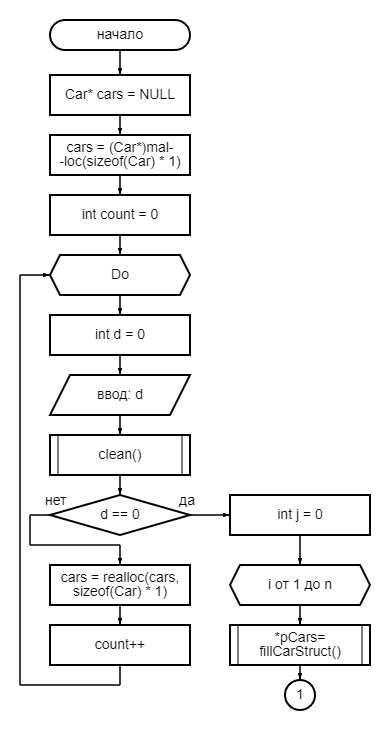 начало
Car* cars = NULL
cars = (Car*)mal-
-loc(sizeof(Car) * 1)
int count = 0
Do
int d = 0
ввод: d
clean()
нет
да
d == 0
int j = 0
cars = realloc(cars,
sizeof(Car) * 1)
i от 1 до n
count++
*pCars=
fillCarStruct()
1